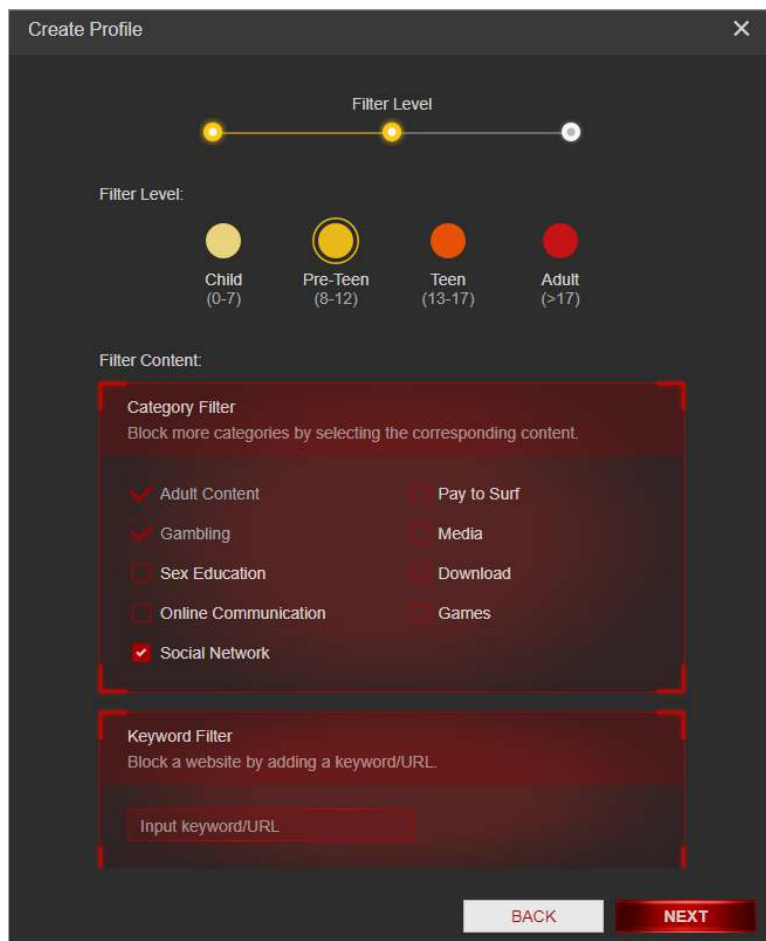 Create Profile
Filter Level
Filter Level:
Child
(0-7)
Pre-Teen
(8-12)
Teen
(13-17)
Adult
(>17)
Filter Content:
Category Filter
Block more categories by selecting the corresponding content.
Adult Content
Pay to Surf
Gambling
Media
Sex Education
Download
Online Communication
Games
Social Network
Keyword Filter
Block a website by adding a keyword/URL.
Input keyword/URL
BACK
NEXT